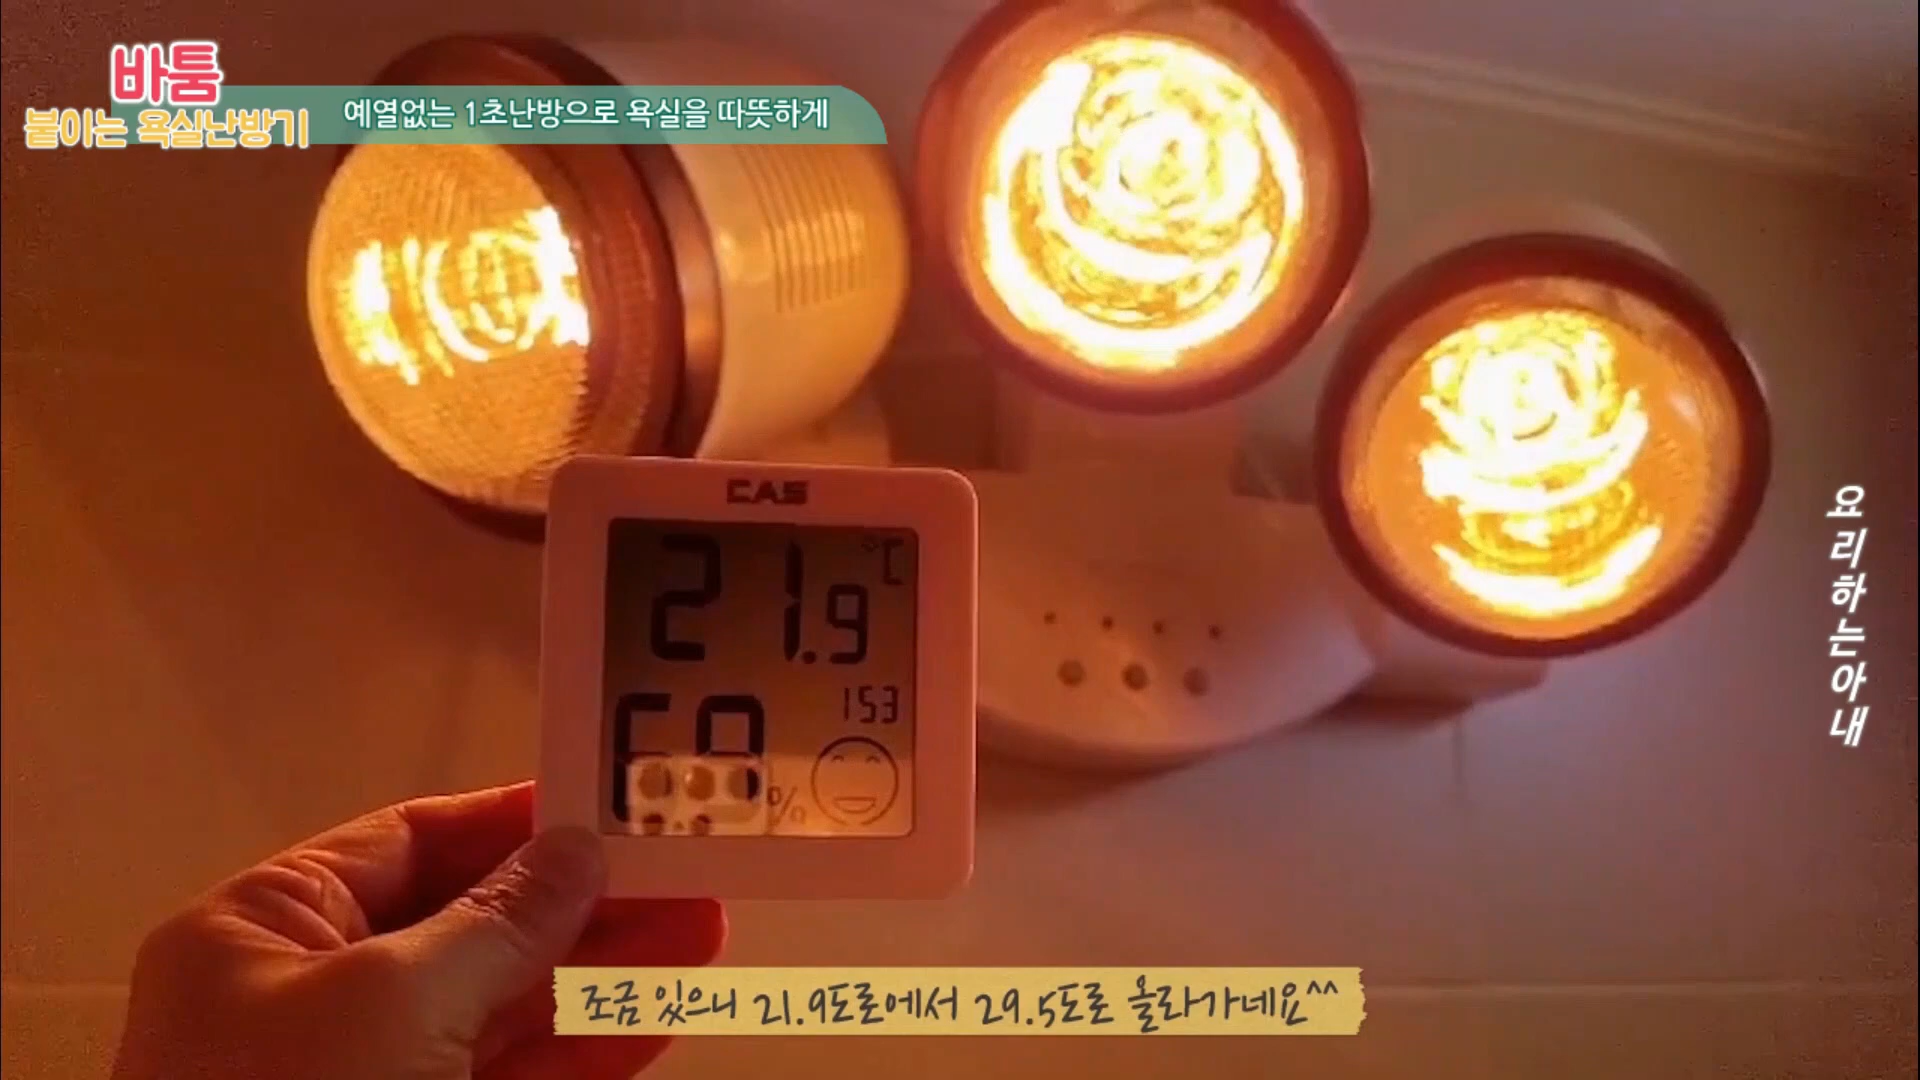 바툼
붙이는 욕실난방기
예열없는 1초난방으로 욕실을 따뜻하게
CAS
21.9 °C
153
%
요리하는아내
조금 있으니 21.9도로에서 29.5도로 올라가네요^^